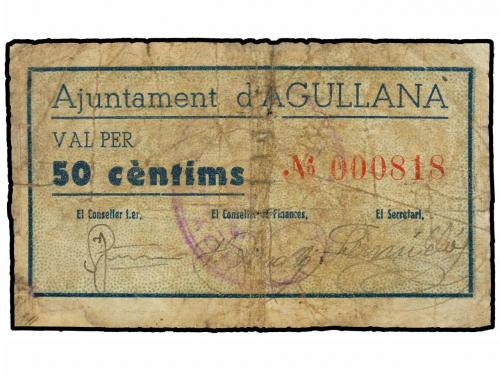 Ajuntament d'AGULLANA
VAL PER
50 cèntims Nº 000818
El Conseller 1.er, El Conseller de Finances, El Secretari,